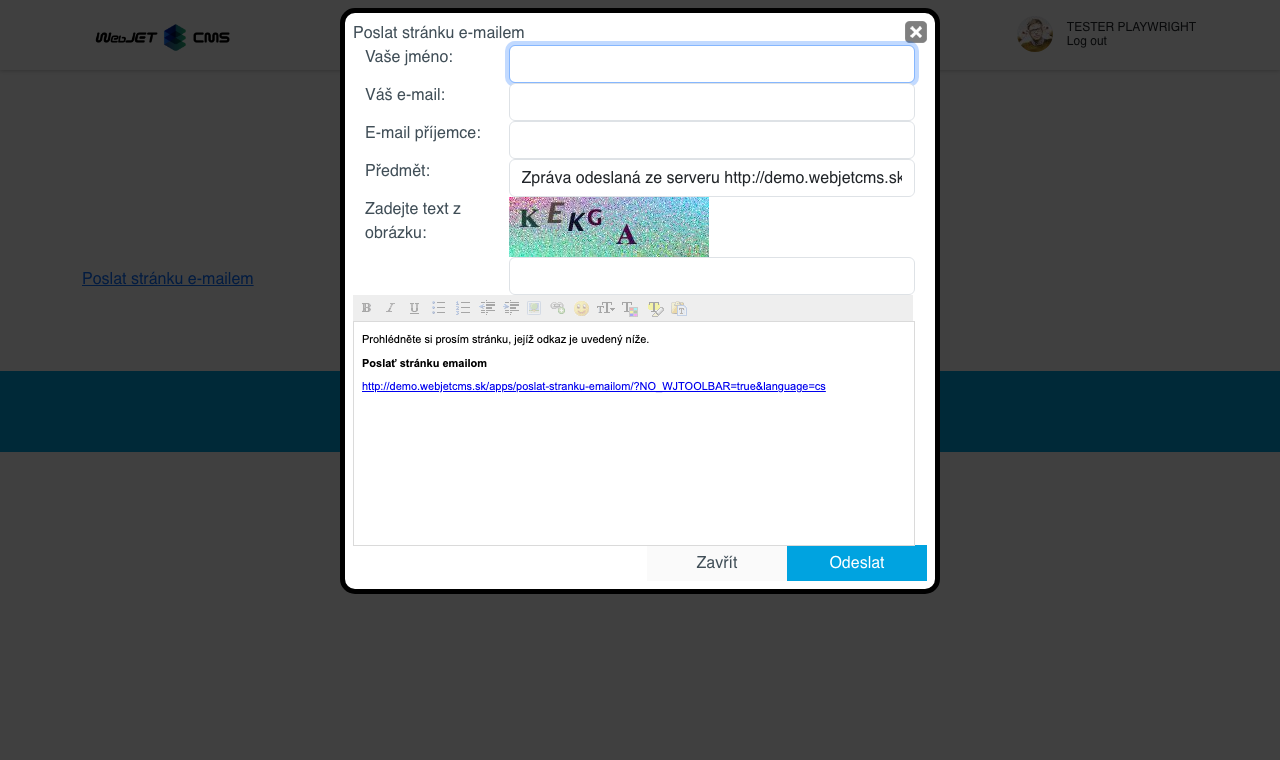 WebJET CMS
TESTER PLAYWRIGHT
Log out
Poslat stránku e-mailem
Vaše jméno:
Váš e-mail:
E-mail příjemce:
Předmět:
Zpráva odeslaná ze serveru http://demo.webjetcms.sk
Zadejte text z
obrázku:
K E K G A
Prohlédněte si prosím stránku, jejíž odkaz je uvedený níže.
Poslať stránku emailom
http://demo.webjetcms.sk/apps/poslat-stranku-emailom/?NO_WJTOOLBAR=true&language=cs
Zavřít
Odeslat
Poslat stránku e-mailem